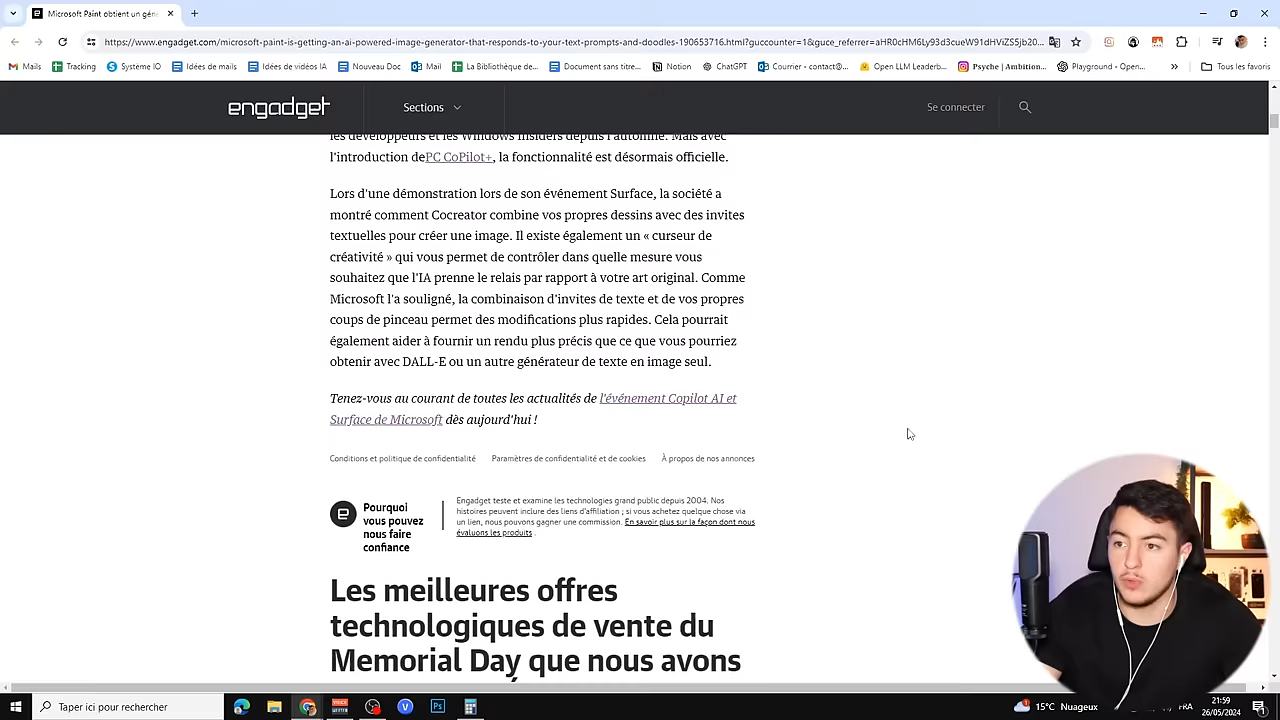 Microsoft Paint obtient un géné
https://www.engadget.com/microsoft-paint-is-getting-an-ai-powered-image-generator-that-responds-to-your-text-prompts-and-doodles-190653716.html?guccounter=1&guce_referrer=aHR0cHM6Ly93d3cueW91dHViZS5jb20...
Mails
Tracking
Système IO
Idées de mails
Idées de vidéos IA
Nouveau Doc
Mail
La Bibliothèque de...
Document sans titre...
Notion
ChatGPT
Courrier - contact@...
Open LLM Leaderb...
Psyche | Ambition...
Playground - Open...
Tous les favoris
engadget
Sections
Se connecter
les développeurs et les Windows Insiders depuis l'automne. Mais avec
l'introduction dePC CoPilot+, la fonctionnalité est désormais officielle.
Lors d'une démonstration lors de son événement Surface, la société a
montré comment Cocreator combine vos propres dessins avec des invites
textuelles pour créer une image. Il existe également un « curseur de
créativité » qui vous permet de contrôler dans quelle mesure vous
souhaitez que l'IA prenne le relais par rapport à votre art original. Comme
Microsoft l'a souligné, la combinaison d'invites de texte et de vos propres
coups de pinceau permet des modifications plus rapides. Cela pourrait
également aider à fournir un rendu plus précis que ce que vous pourriez
obtenir avec DALL-E ou un autre générateur de texte en image seul.
Tenez-vous au courant de toutes les actualités de l'événement Copilot AI et
Surface de Microsoft dès aujourd'hui !
Conditions et politique de confidentialité
Paramètres de confidentialité et de cookies
À propos de nos annonces
Pourquoi
vous pouvez
nous faire
confiance
Engadget teste et examine les technologies grand public depuis 2004. Nos
histoires peuvent inclure des liens d'affiliation ; si vous achetez quelque chose via
un lien, nous pouvons gagner une commission. En savoir plus sur la façon dont nous
évaluons les produits .
Les meilleures offres
technologiques de vente du
Memorial Day que nous avons
Taper ici pour rechercher
15°C Nuageux
FRA
21:59
26/05/2024